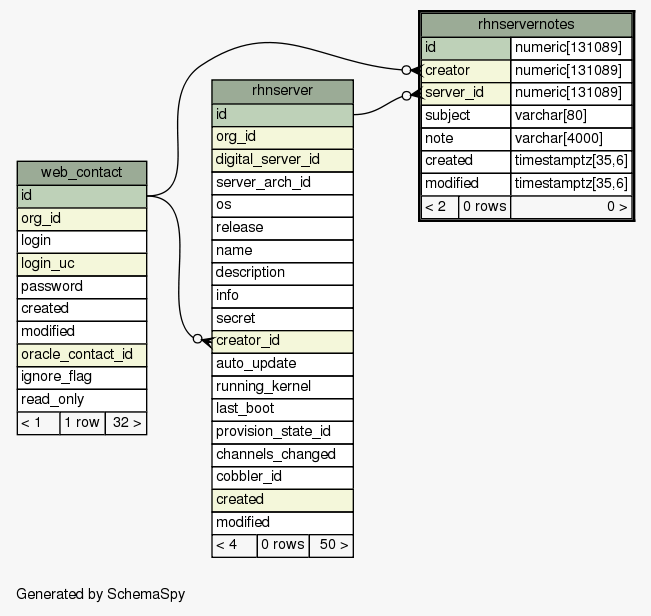 rhnservernotes
id numeric[131089]
creator numeric[131089]
server_id numeric[131089]
subject varchar[80]
note varchar[4000]
created timestamptz[35,6]
modified timestamptz[35,6]
< 2 0 rows 0 >
rhnserver
id
org_id
digital_server_id
server_arch_id
os
release
name
description
info
secret
creator_id
auto_update
running_kernel
last_boot
provision_state_id
channels_changed
cobbler_id
created
modified
< 4 0 rows 50 >
web_contact
id
org_id
login
login_uc
password
created
modified
oracle_contact_id
ignore_flag
read_only
< 1 1 row 32 >
Generated by SchemaSpy